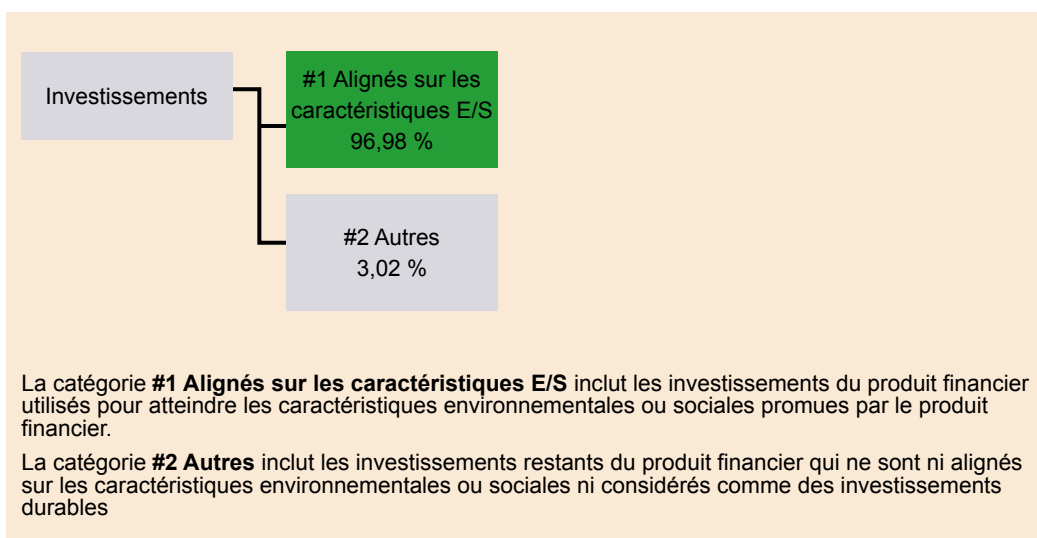 Investissements
#1 Alignés sur les
caractéristiques E/S
96,98 %
#2 Autres
3,02 %
La catégorie #1 Alignés sur les caractéristiques E/S inclut les investissements du produit financier
utilisés pour atteindre les caractéristiques environnementales ou sociales promues par le produit
financier.
La catégorie #2 Autres inclut les investissements restants du produit financier qui ne sont ni alignés
sur les caractéristiques environnementales ou sociales ni considérés comme des investissements
durables